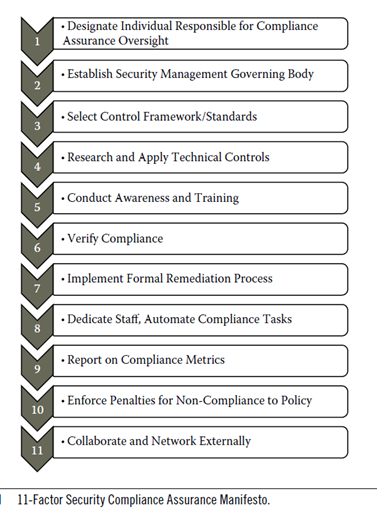 1
• Designate Individual Responsible for Compliance
Assurance Oversight
2
• Establish Security Management Governing Body
3
• Select Control Framework/Standards
4
• Research and Apply Technical Controls
5
• Conduct Awareness and Training
6
• Verify Compliance
7
• Implement Formal Remediation Process
8
• Dedicate Staff, Automate Compliance Tasks
9
• Report on Compliance Metrics
10
• Enforce Penalties for Non-Compliance to Policy
11
• Collaborate and Network Externally
11-Factor Security Compliance Assurance Manifesto.